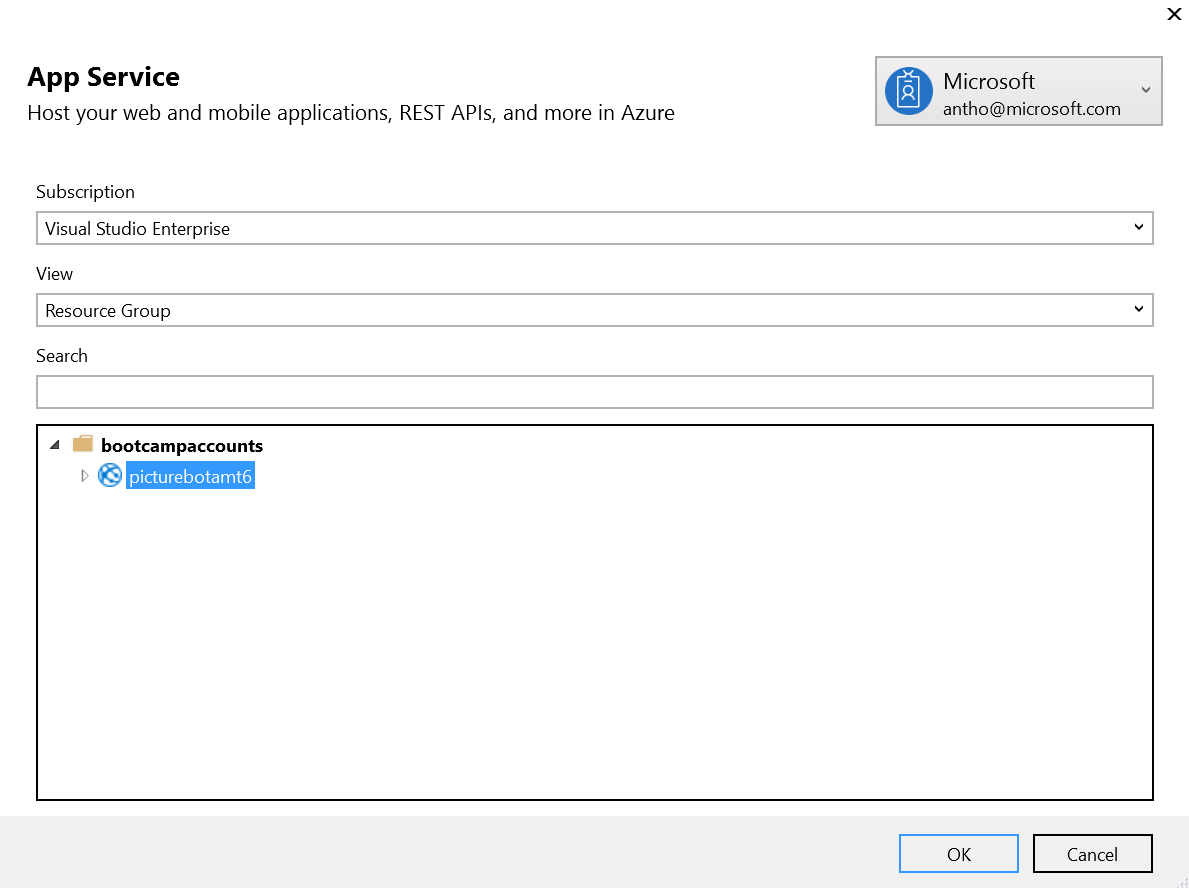 App Service
Host your web and mobile applications, REST APIs, and more in Azure
Microsoft
antho@microsoft.com
Subscription
Visual Studio Enterprise
View
Resource Group
Search
bootcampaccounts
picturebotamt6
OK
Cancel